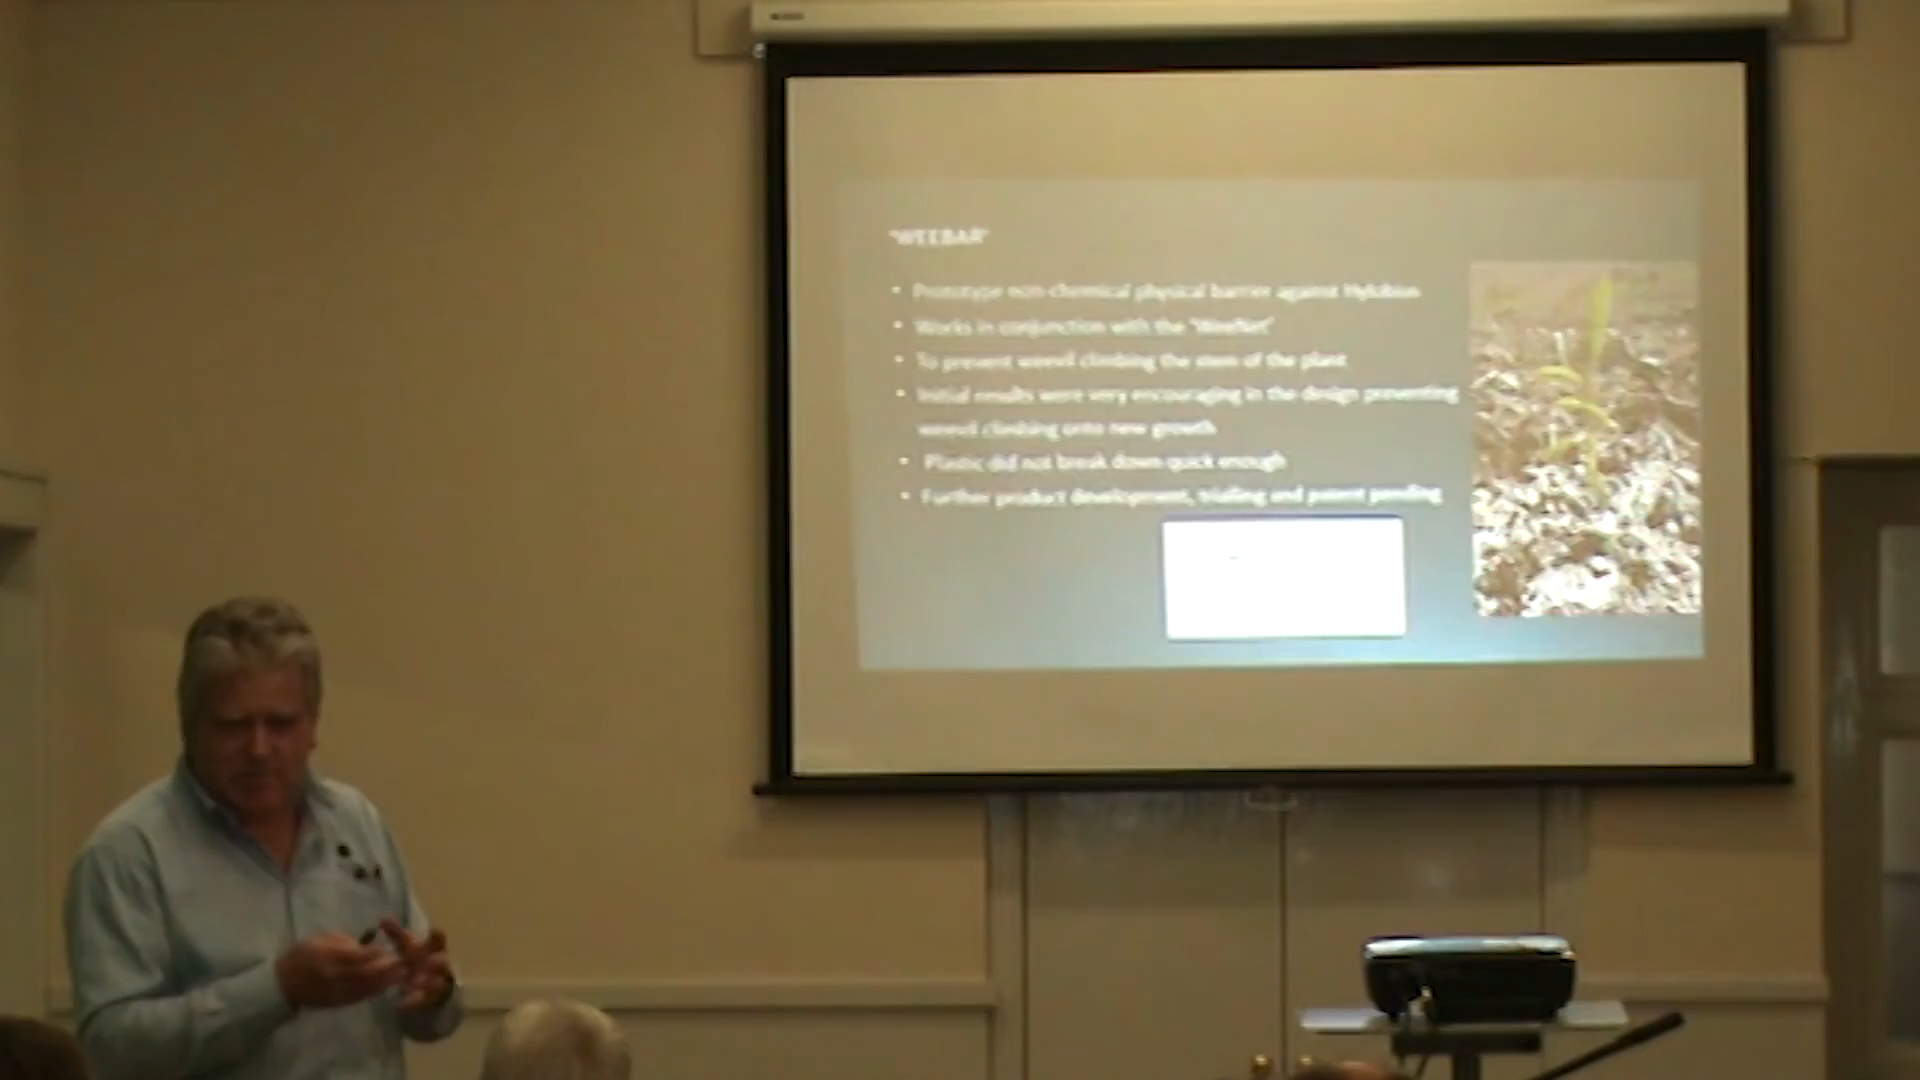 "WEEBAR"
• Prototype non-chemical physical barrier against Hylobius
• Works in conjunction with the "WeeNet"
• To prevent weevil climbing the stem of the plant
• Initial results were very encouraging in the design preventing
weevil climbing onto new growth
• Plastic did not break down quick enough
• Further product development, trialling and patent pending